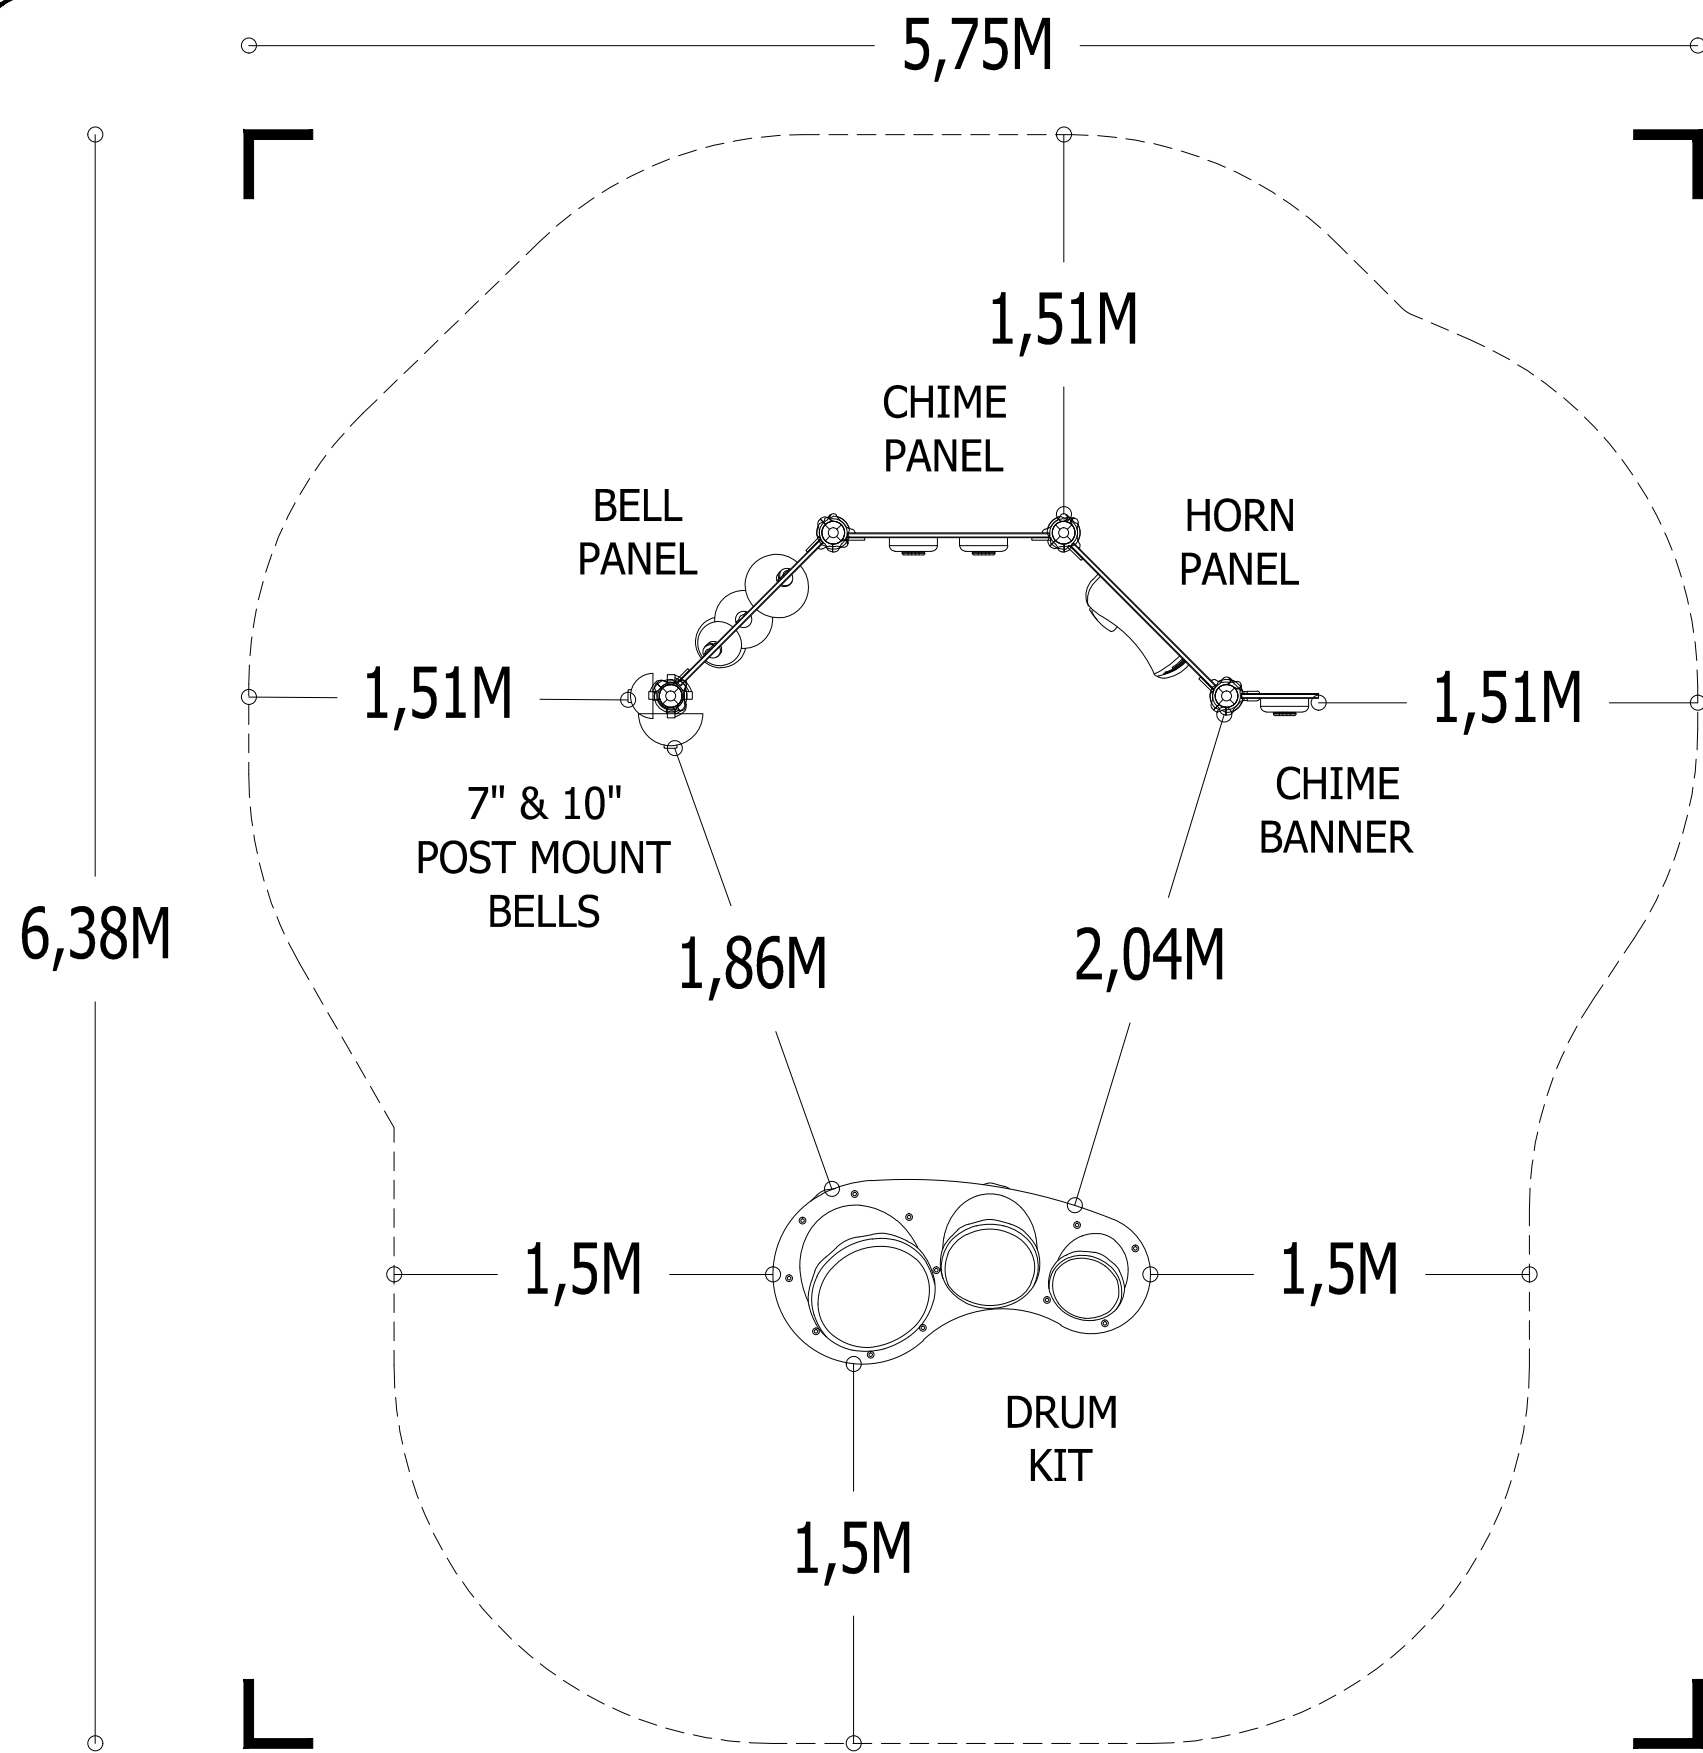 5,75M
1,51M
CHIME
PANEL
BELL
PANEL
HORN
PANEL
1,51M
1,51M
7" & 10"
POST MOUNT
BELLS
CHIME
BANNER
6,38M
1,86M
2,04M
1,5M
1,5M
DRUM
KIT
1,5M